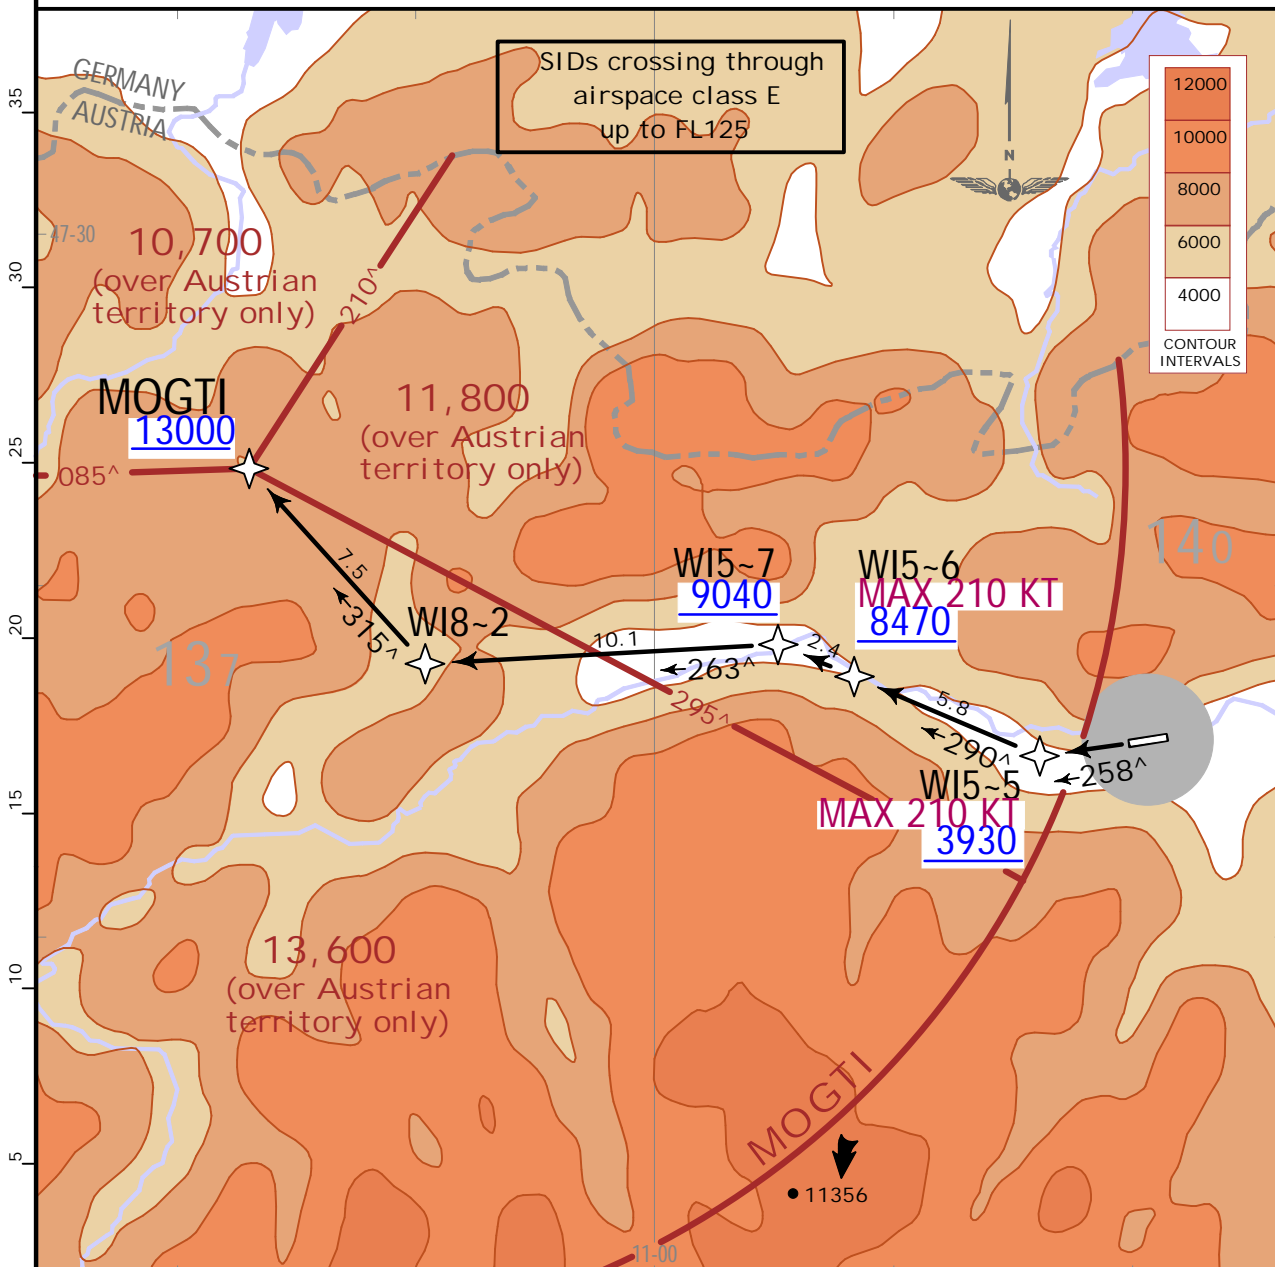 SIDs crossing through
airspace class E
up to FL125
GERMANY
AUSTRIA
N
12000
10000
8000
6000
4000
CONTOUR
INTERVALS
35
30
25
20
15
10
5
47-30
10,700
(over Austrian
territory only)
210^
MOGTI
13000
085^
11,800
(over Austrian
territory only)
140
137
7.5
315^
WI8~2
10.1
263^
WI5~7
9040
2.4
WI5~6
MAX 210 KT
8470
5.8
290^
258^
WI5~5
MAX 210 KT
3930
295^
13,600
(over Austrian
territory only)
MOGTI
11356
11-00